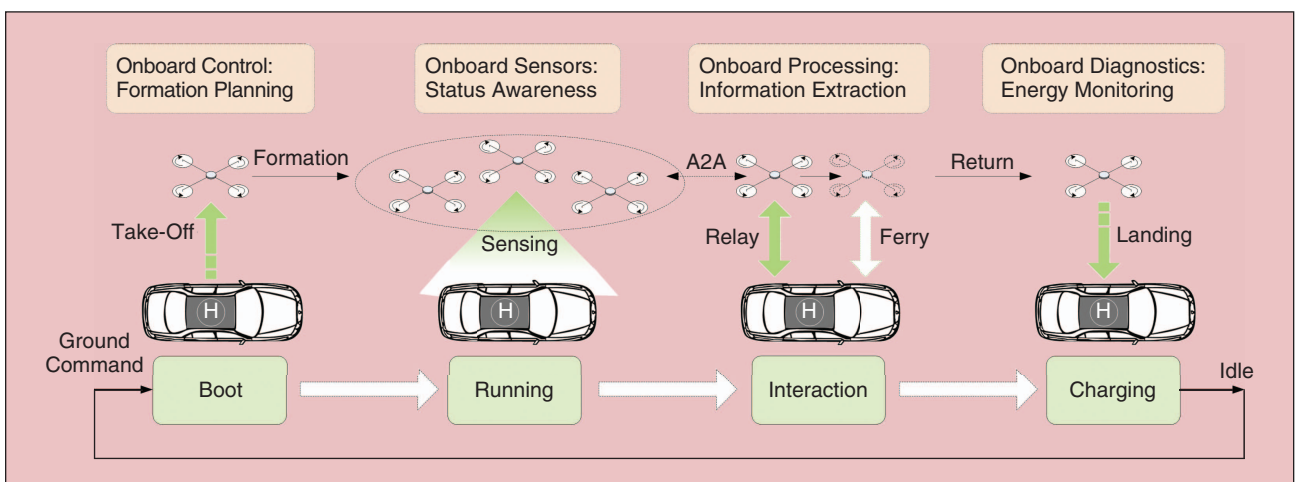 Onboard Control:
Formation Planning
Onboard Sensors:
Status Awareness
Onboard Processing:
Information Extraction
Onboard Diagnostics:
Energy Monitoring
Formation
A2A
Return
Take-Off
Sensing
Relay
Ferry
Landing
H
H
H
H
Ground
Command
Boot
Running
Interaction
Charging
Idle